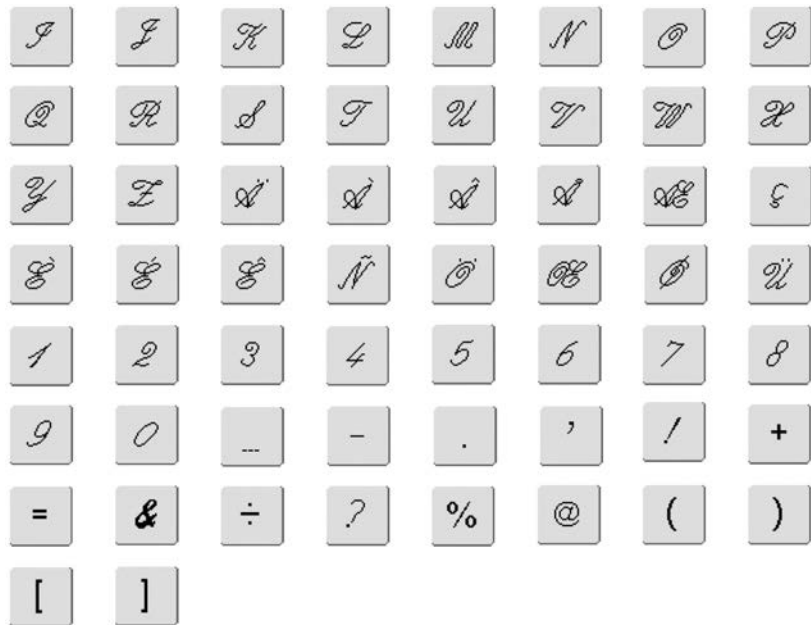 I J K L M N O P
Q R S T U V W X
Y Z Ä À Â Å Æ ç
È É Ê Ñ Ö Œ Ø Ü
1 2 3 4 5 6 7 8
9 0 _ - . , ! +
= & ÷ ? % @ ( )
[ ]